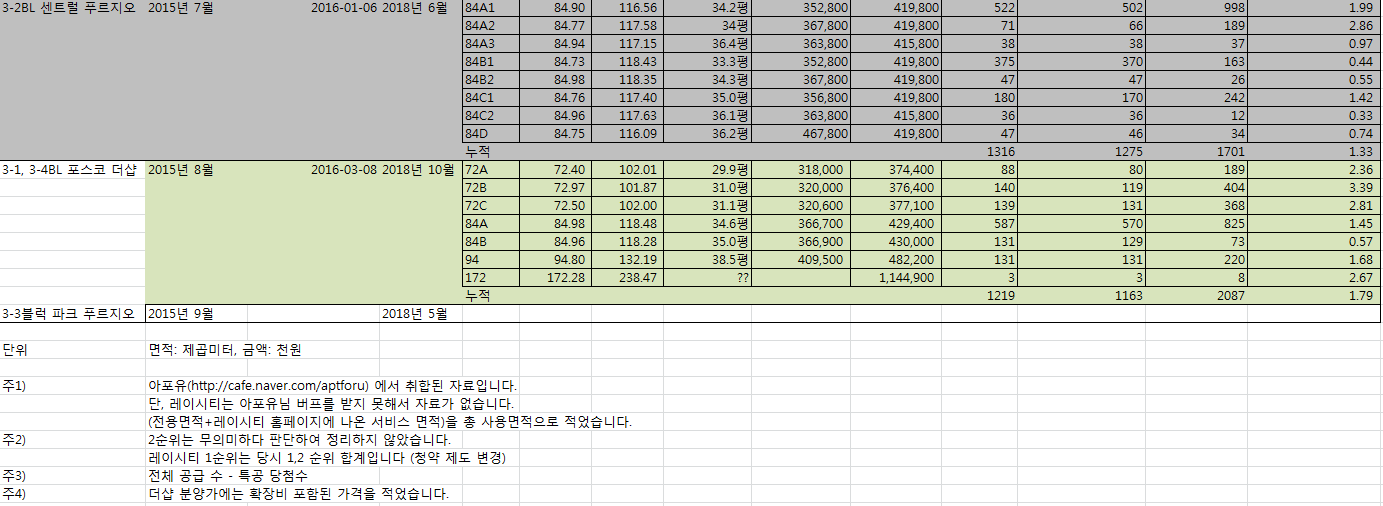 3-2BL 센트럴 푸르지오 2015년 7월 2016-01-06 2018년 6월 84A1 84.90 116.56 34.2평 352,800 419,800 522 502 998 1.99
84A2 84.77 117.58 34평 367,800 419,800 71 66 189 2.86
84A3 84.94 117.15 36.4평 363,800 415,800 38 38 37 0.97
84B1 84.73 118.43 33.3평 352,800 419,800 375 370 163 0.44
84B2 84.98 118.35 34.3평 367,800 419,800 47 47 26 0.55
84C1 84.76 117.40 35.0평 356,800 419,800 180 170 242 1.42
84C2 84.96 117.63 36.1평 363,800 415,800 36 36 12 0.33
84D 84.75 116.09 36.2평 467,800 419,800 47 46 34 0.74
누적 1316 1275 1701 1.33
3-1, 3-4BL 포스코 더샵 2015년 8월 2016-03-08 2018년 10월 72A 72.40 102.01 29.9평 318,000 374,400 88 80 189 2.36
72B 72.97 101.87 31.0평 320,000 376,400 140 119 404 3.39
72C 72.50 102.00 31.1평 320,600 377,100 139 131 368 2.81
84A 84.98 118.48 34.6평 366,700 429,400 587 570 825 1.45
84B 84.96 118.28 35.0평 366,900 430,000 131 129 73 0.57
94 94.80 132.19 38.5평 409,500 482,200 131 131 220 1.68
172 172.28 238.47 ?? 1,144,900 3 3 8 2.67
누적 1219 1163 2087 1.79
3-3블럭 파크 푸르지오 2015년 9월 2018년 5월
단위 면적: 제곱미터, 금액: 천원
주1) 아포유(http://cafe.naver.com/aptforu) 에서 취합된 자료입니다.
단, 레이시티는 아포유님 버프를 받지 못해서 자료가 없습니다.
(전용면적+레이시티 홈페이지에 나온 서비스 면적)을 총 사용면적으로 적었습니다.
주2) 2순위는 무의미하다 판단하여 정리하지 않았습니다.
레이시티 1순위는 당시 1,2 순위 합계입니다 (청약 제도 변경)
주3) 전체 공급 수 - 특공 당첨수
주4) 더샵 분양가에는 확장비 포함된 가격을 적었습니다.